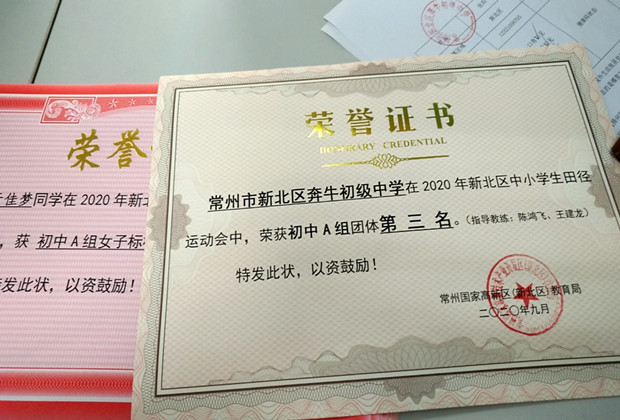 荣誉证书
HONORARY CREDENTIAL
常州市新北区奔牛初级中学在2020年新北区中小学生田径
运动会中，荣获初中A组团体第三名。（指导教练：陈鸿飞、王建龙）
特发此状，以资鼓励！
常州国家高新区(新北区)教育局
二〇二〇年九月
荣誉
佳梦同学在2020年新北
，获 初中A组女子标
发此状，以资鼓励！